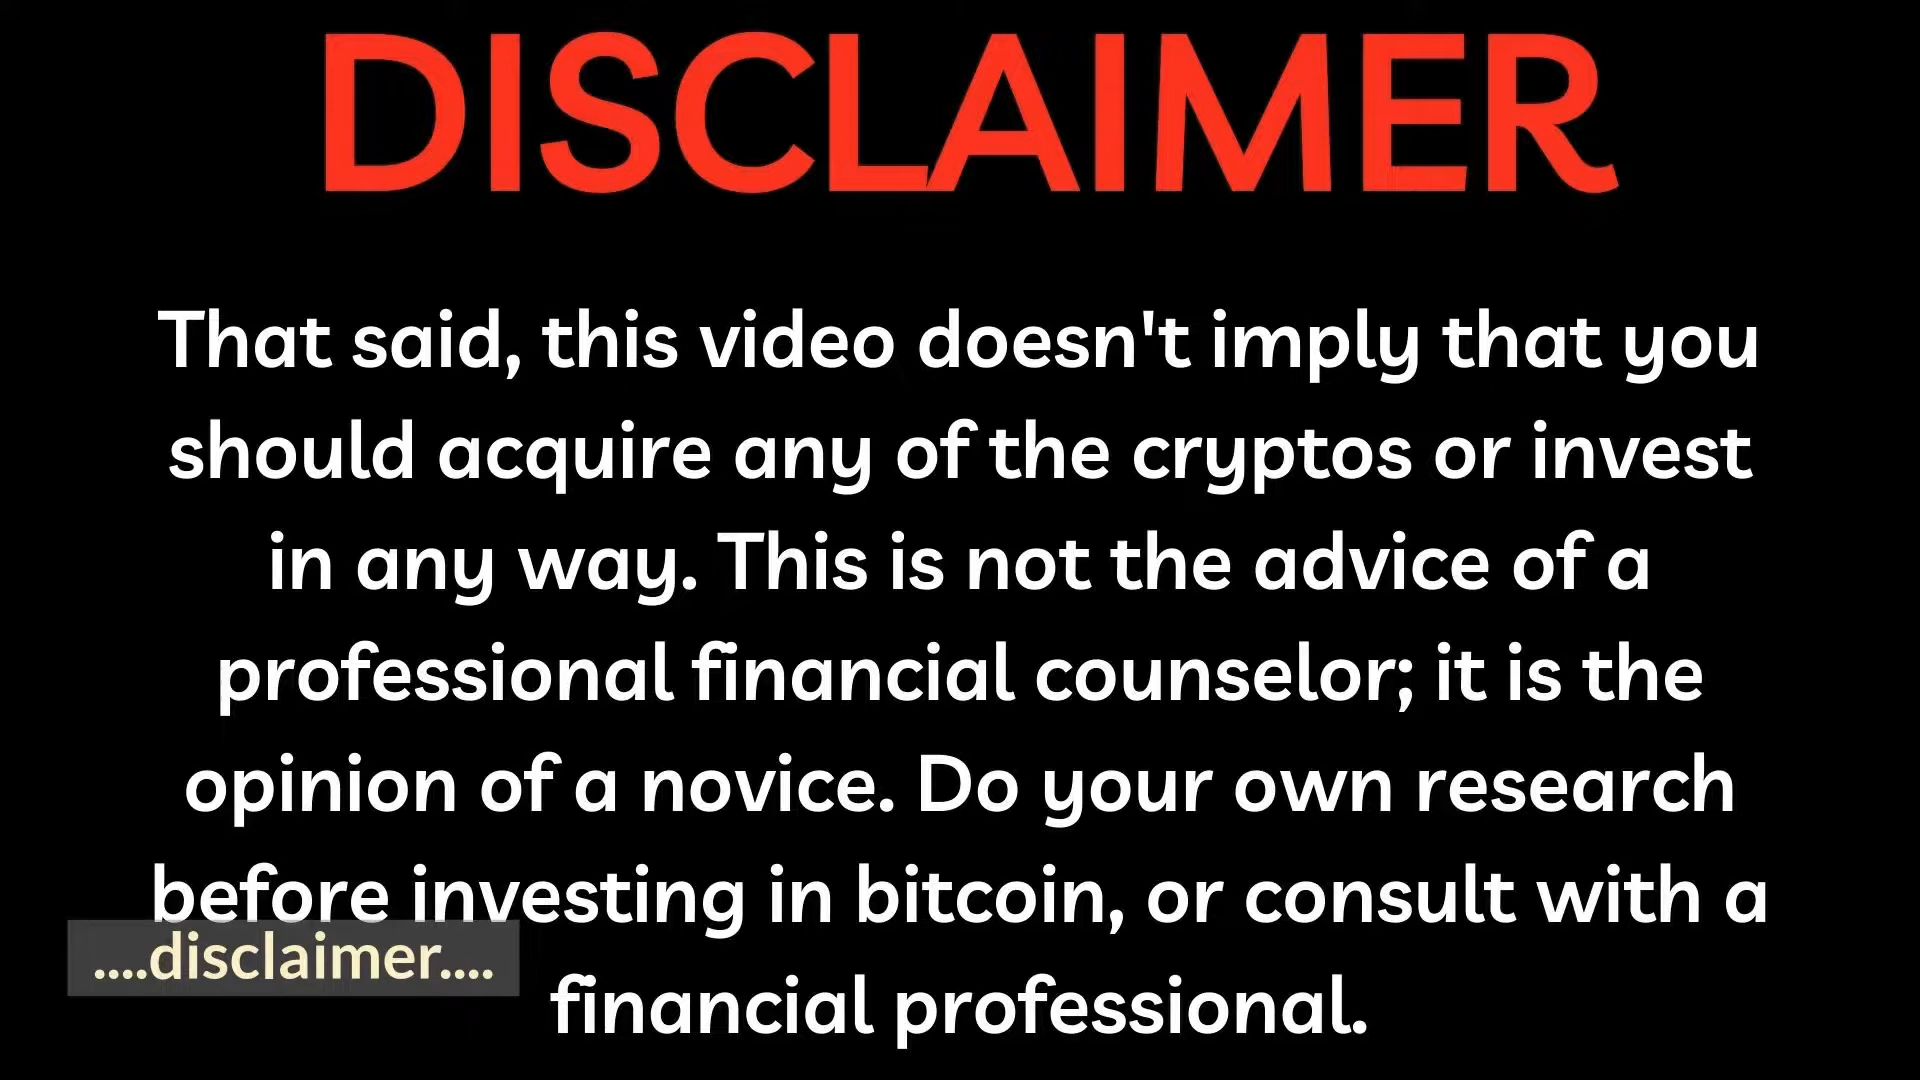 DISCLAIMER
That said, this video doesn't imply that you
should acquire any of the cryptos or invest
in any way. This is not the advice of a
professional financial counselor; it is the
opinion of a novice. Do your own research
before investing in bitcoin, or consult with a
....disclaimer....
financial professional.